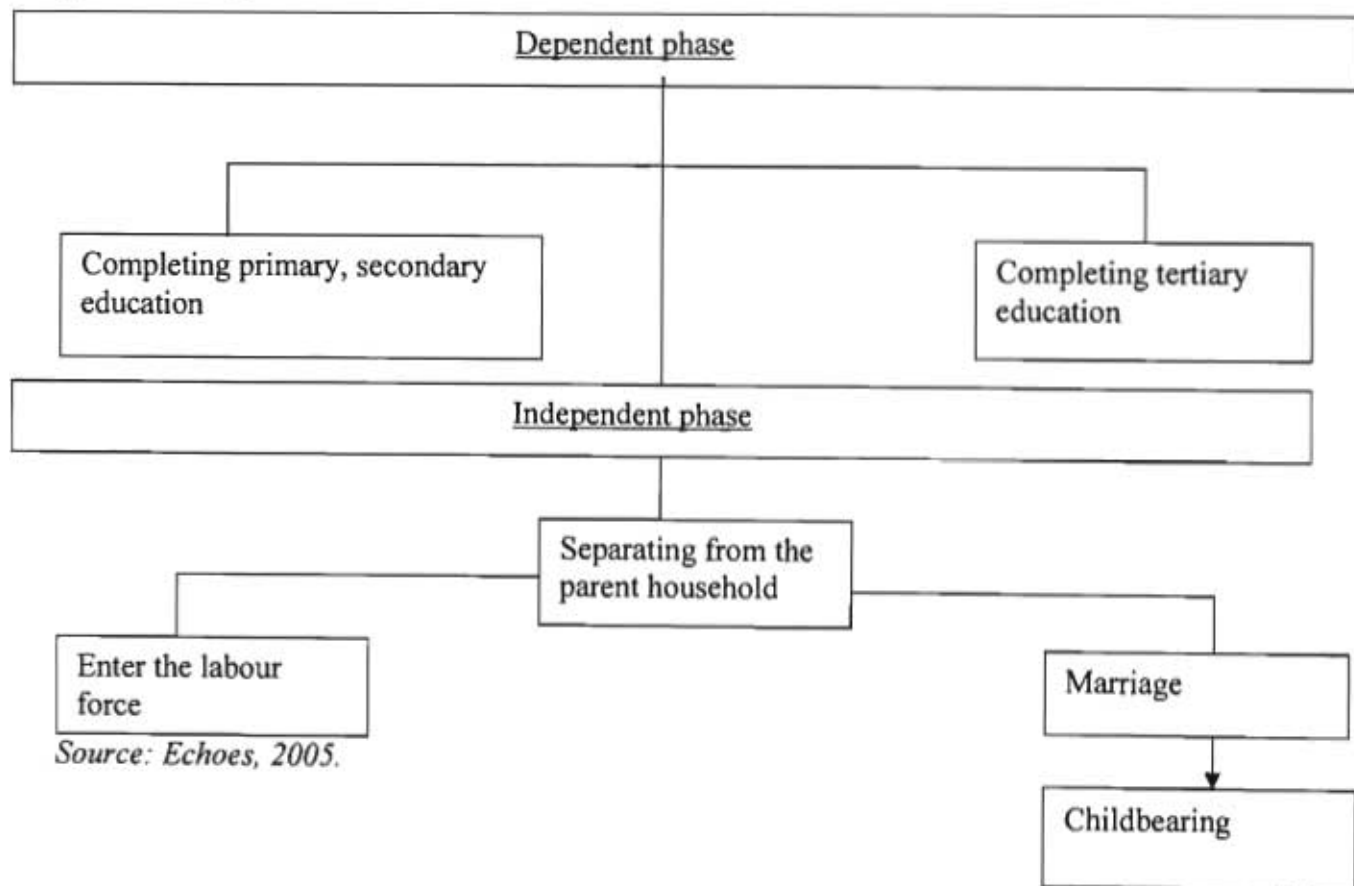 Dependent phase
Completing primary, secondary
education
Completing tertiary
education
Independent phase
Separating from the
parent household
Enter the labour
force
Marriage
Source: Echoes, 2005.
Childbearing